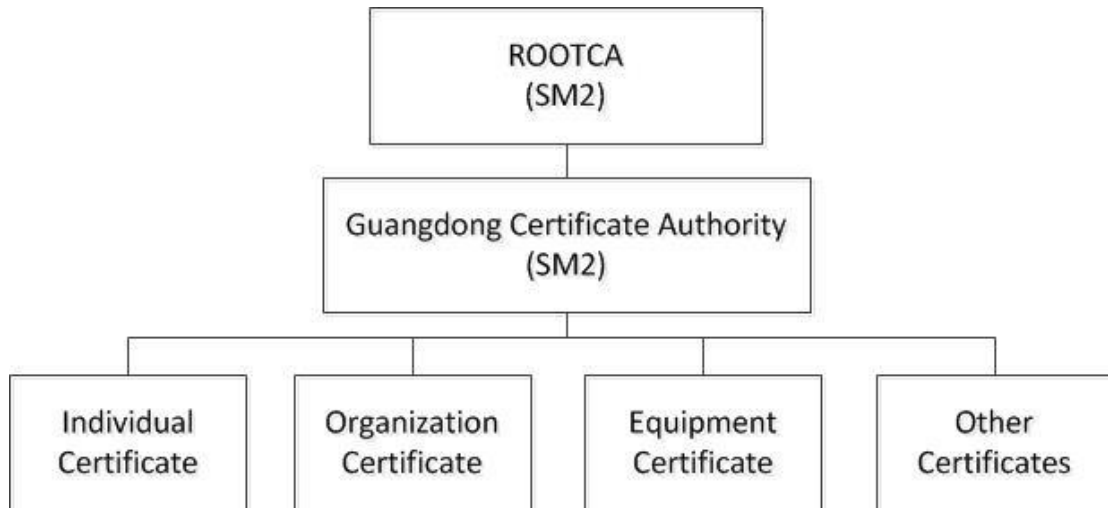 ROOTCA
(SM2)
Guangdong Certificate Authority
(SM2)
Individual
Certificate
Organization
Certificate
Equipment
Certificate
Other
Certificates